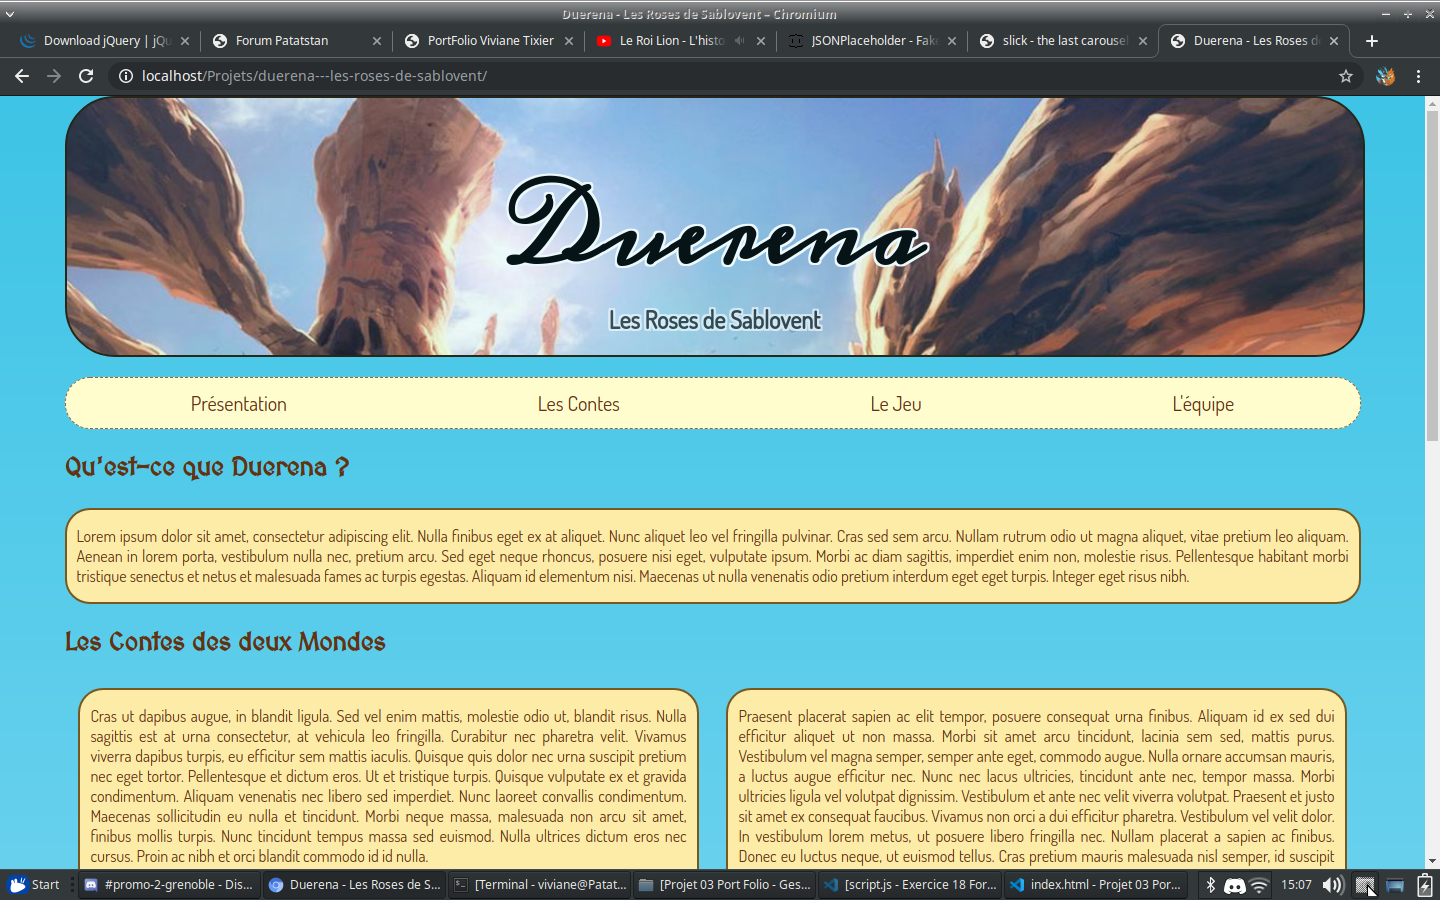 Duerena - Les Roses de Sablovent – Chromium
Download jQuery | jQu
Forum Patatstan
PortFolio Viviane Tixier
Le Roi Lion - L'histo
JSONPlaceholder - Fake
slick - the last carousel
Duerena - Les Roses de
localhost/Projets/duerena---les-roses-de-sablovent/
Duerena
Les Roses de Sablovent
Présentation Les Contes Le Jeu L'équipe
Qu'est-ce que Duerena ?
Lorem ipsum dolor sit amet, consectetur adipiscing elit. Nulla finibus eget ex at aliquet. Nunc aliquet leo vel fringilla pulvinar. Cras sed sem arcu. Nullam rutrum odio ut magna aliquet, vitae pretium leo aliquam.
Aenean in lorem porta, vestibulum nulla nec, pretium arcu. Sed eget neque rhoncus, posuere nisi eget, vulputate ipsum. Morbi ac diam sagittis, imperdiet enim non, molestie risus. Pellentesque habitant morbi
tristique senectus et netus et malesuada fames ac turpis egestas. Aliquam id elementum nisi. Maecenas ut nulla venenatis odio pretium interdum eget eget turpis. Integer eget risus nibh.
Les Contes des deux Mondes
Cras ut dapibus augue, in blandit ligula. Sed vel enim mattis, molestie odio ut, blandit risus. Nulla
sagittis est at urna consectetur, at vehicula leo fringilla. Curabitur nec pharetra velit. Vivamus
viverra dapibus turpis, eu efficitur sem mattis iaculis. Quisque quis dolor nec urna suscipit pretium
nec eget tortor. Pellentesque et dictum eros. Ut et tristique turpis. Quisque vulputate ex et gravida
condimentum. Aliquam venenatis nec libero sed imperdiet. Nunc laoreet convallis condimentum.
Maecenas sollicitudin eu nulla et tincidunt. Morbi neque massa, malesuada non arcu sit amet,
finibus mollis turpis. Nunc tincidunt tempus massa sed euismod. Nulla ultrices dictum eros nec
cursus. Proin ac nibh et orci blandit commodo id id nulla.
Praesent placerat sapien ac elit tempor, posuere consequat urna finibus. Aliquam id ex sed dui
efficitur aliquet ut non massa. Morbi sit amet arcu tincidunt, lacinia sem sed, mattis purus.
Vestibulum vel magna semper, semper ante eget, commodo augue. Nulla ornare accumsan mauris,
a luctus augue efficitur nec. Nunc nec lacus ultricies, tincidunt ante nec, tempor massa. Morbi
ultricies ligula vel volutpat dignissim. Vestibulum et ante nec velit viverra volutpat. Praesent et justo
sit amet ex consequat faucibus. Vivamus non orci a dui efficitur pharetra. Vestibulum vel velit dolor.
In vestibulum lorem metus, ut posuere libero fringilla nec. Nullam placerat a sapien ac finibus.
Donec eu luctus neque, ut euismod tellus. Cras pretium mauris malesuada nisl semper, id suscipit
Start
#promo-2-grenoble - Dis...
Duerena - Les Roses de S...
[Terminal - viviane@Patat...
[Projet 03 Port Folio - Ges...
[script.js - Exercice 18 For...
index.html - Projet 03 Por...
15:07